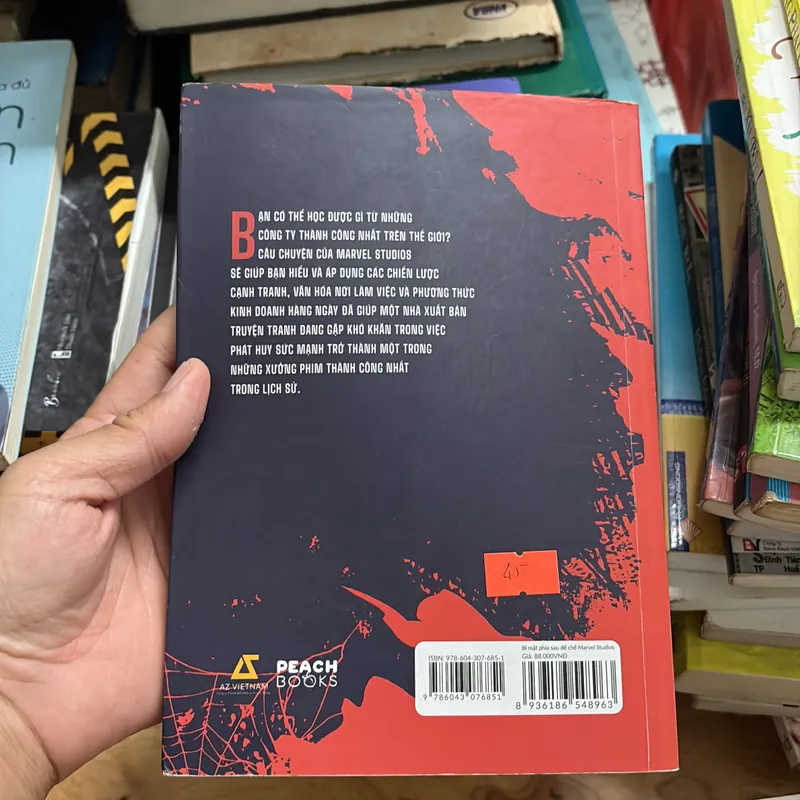 BẠN CÓ THỂ HỌC ĐƯỢC GÌ TỪ NHỮNG
CÔNG TY THÀNH CÔNG NHẤT TRÊN THẾ GIỚI?
CÂU CHUYỆN CỦA MARVEL STUDIOS
SẼ GIÚP BẠN HIỂU VÀ ÁP DỤNG CÁC CHIẾN LƯỢC
CẠNH TRANH, VĂN HÓA NƠI LÀM VIỆC VÀ PHƯƠNG THỨC
KINH DOANH HÀNG NGÀY ĐÃ GIÚP MỘT NHÀ XUẤT BẢN
TRUYỆN TRANH ĐANG GẶP KHÓ KHĂN TRONG VIỆC
PHÁT HUY SỨC MẠNH TRỞ THÀNH MỘT TRONG
NHỮNG XƯỞNG PHIM THÀNH CÔNG NHẤT
TRONG LỊCH SỬ.
45
AZ VIETNAM
PEACH
BOOKS
ISBN: 978-604-307-685-1
9 786043 076851
Bí mật phía sau đế chế Marvel Studios
Giá: 88.000VNĐ
8 936186 548963